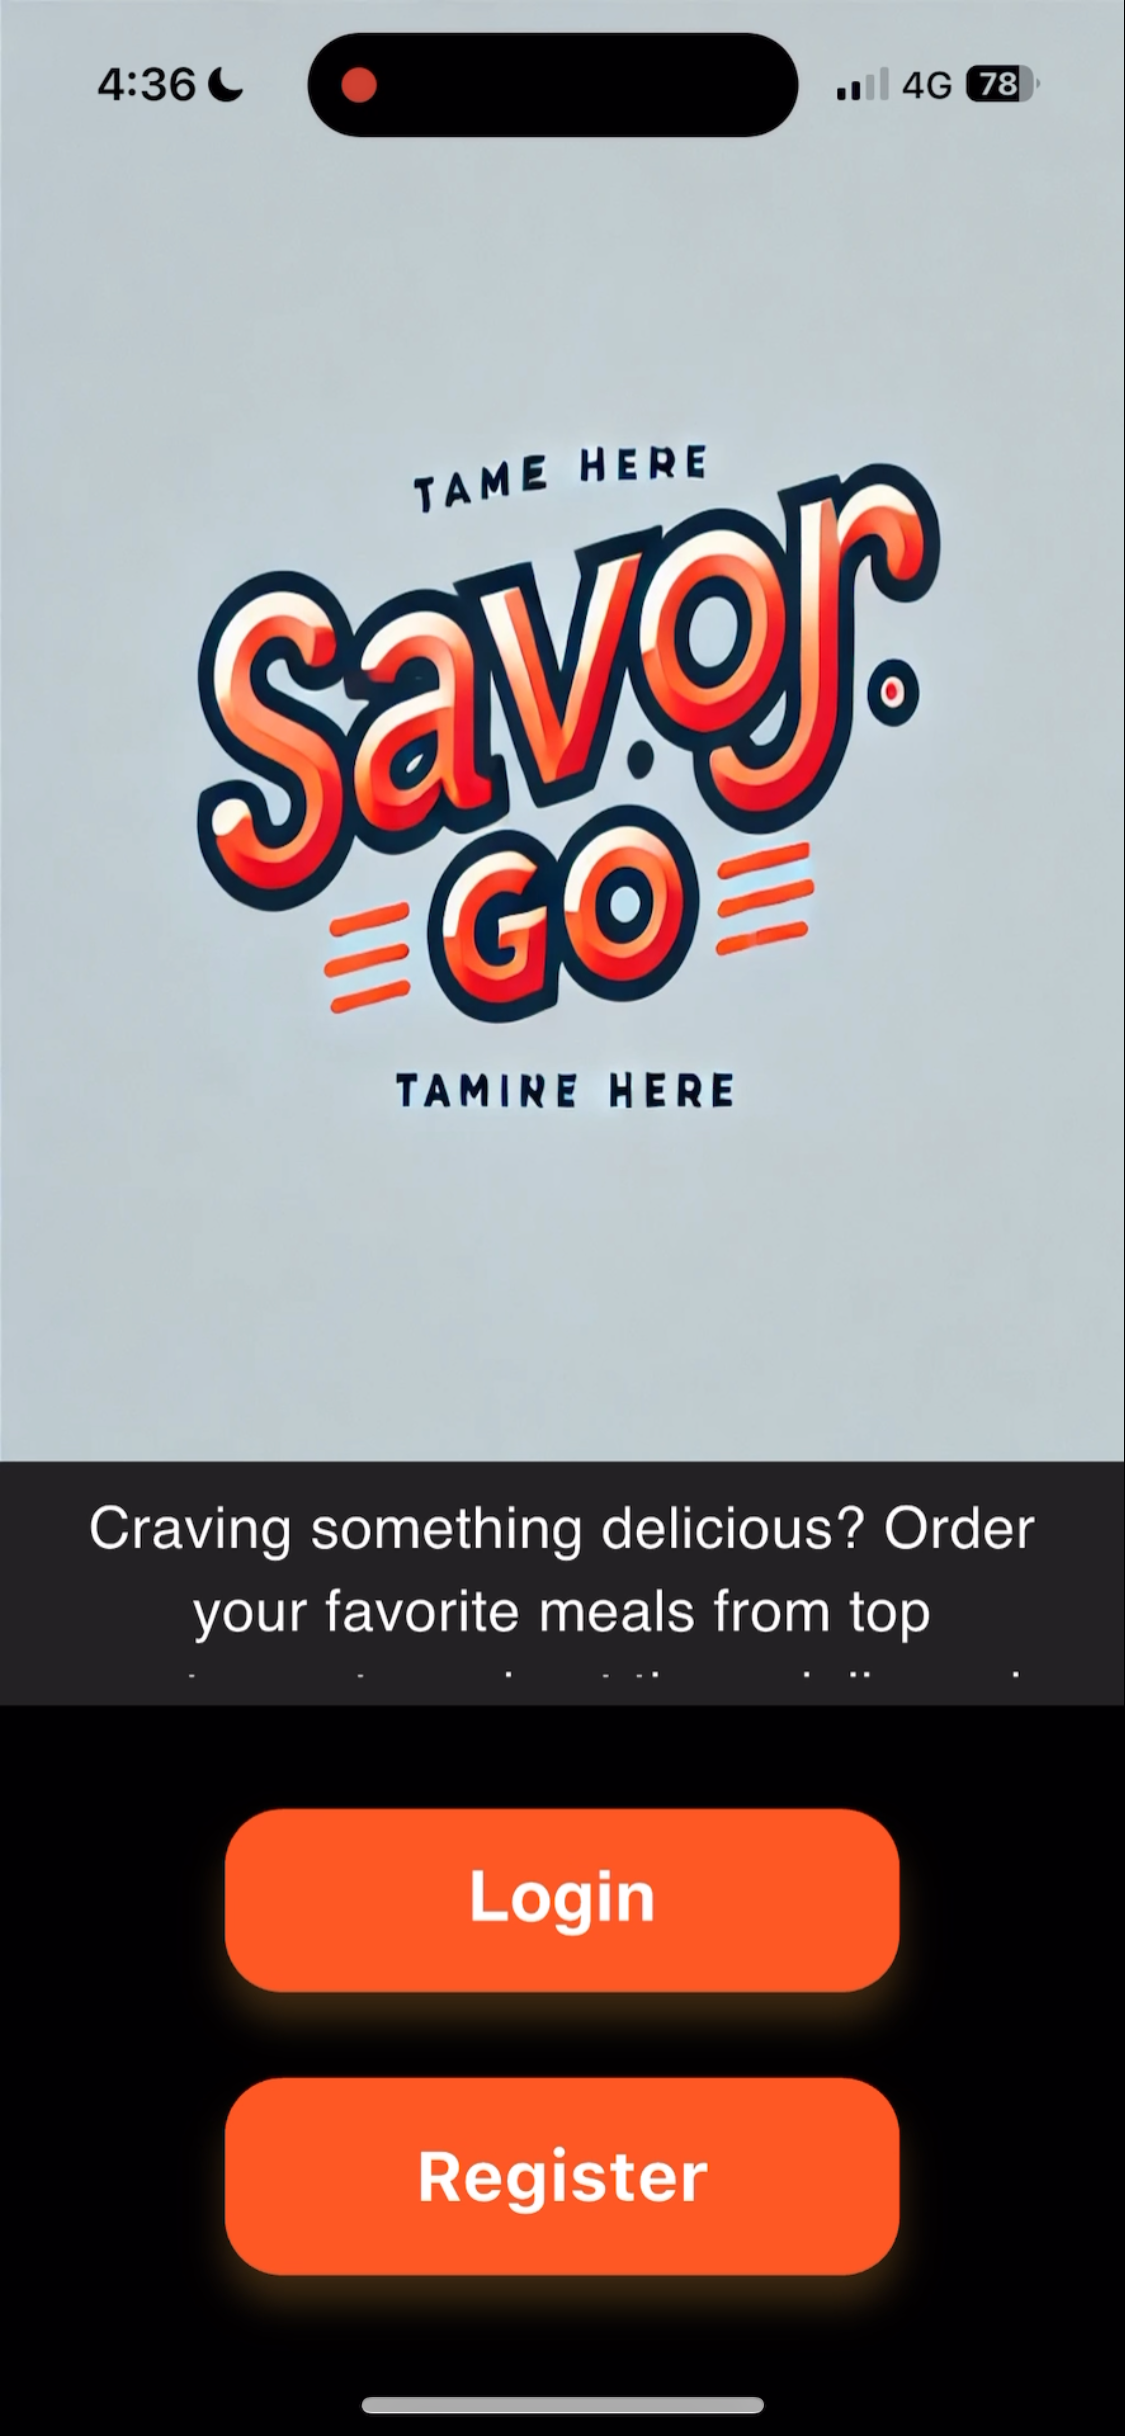 4:36
4G 78
TAME HERE
Savor.
GO
TAMINE HERE
Craving something delicious? Order
your favorite meals from top
Login
Register